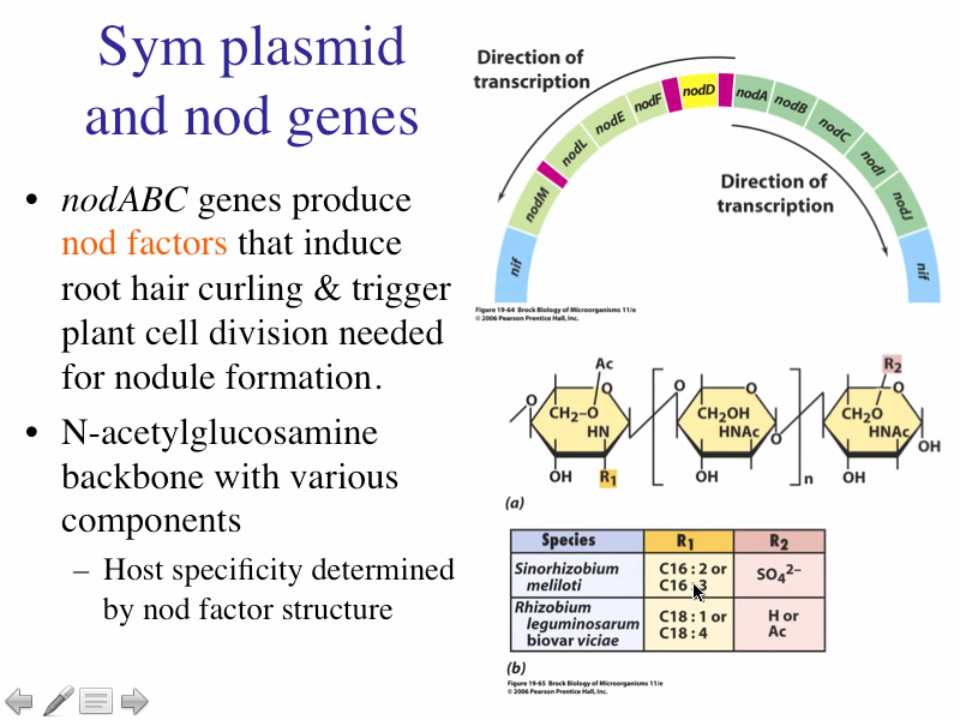 Sym plasmid
and nod genes
• nodABC genes produce
nod factors that induce
root hair curling & trigger
plant cell division needed
for nodule formation.
• N-acetylglucosamine
backbone with various
components
– Host specificity determined
by nod factor structure
Direction of
transcription
nif
nodM
nodL
nodE
nodF
nodD
nodA
nodB
nodC
nodI
nodJ
nif
Direction of
transcription
Figure 19-64 Brock Biology of Microorganisms 11/e
© 2006 Pearson Prentice Hall, Inc.
Ac
O
O
CH₂–O
HN
OH
R₁
O
O
CH₂OH
HNAc
O
OH
n
R₂
O
CH₂O
HNAc
OH
OH
(a)
Species R₁ R₂
Sinorhizobium meliloti C16 : 2 or C16 : 3 SO₄²⁻
Rhizobium leguminosarum biovar viciae C18 : 1 or C18 : 4 H or Ac
(b)
Figure 19-65 Brock Biology of Microorganisms 11/e
© 2006 Pearson Prentice Hall, Inc.